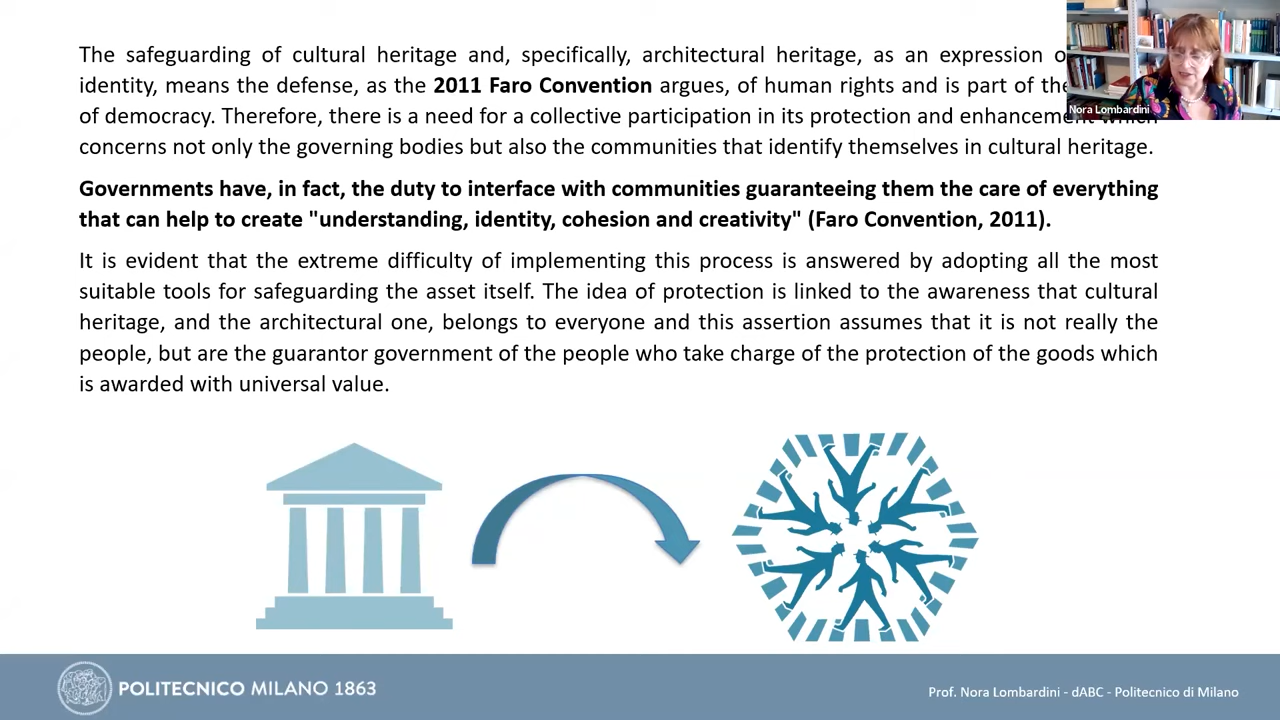 The safeguarding of cultural heritage and, specifically, architectural heritage, as an expression
identity, means the defense, as the 2011 Faro Convention argues, of human rights and is part of the
of democracy. Therefore, there is a need for a collective participation in its protection and enhancement which
concerns not only the governing bodies but also the communities that identify themselves in cultural heritage.
Governments have, in fact, the duty to interface with communities guaranteeing them the care of everything
that can help to create "understanding, identity, cohesion and creativity" (Faro Convention, 2011).
It is evident that the extreme difficulty of implementing this process is answered by adopting all the most
suitable tools for safeguarding the asset itself. The idea of protection is linked to the awareness that cultural
heritage, and the architectural one, belongs to everyone and this assertion assumes that it is not really the
people, but are the guarantor government of the people who take charge of the protection of the goods which
is awarded with universal value.
Nora Lombardini
POLITECNICO MILANO 1863
Prof. Nora Lombardini - dABC - Politecnico di Milano